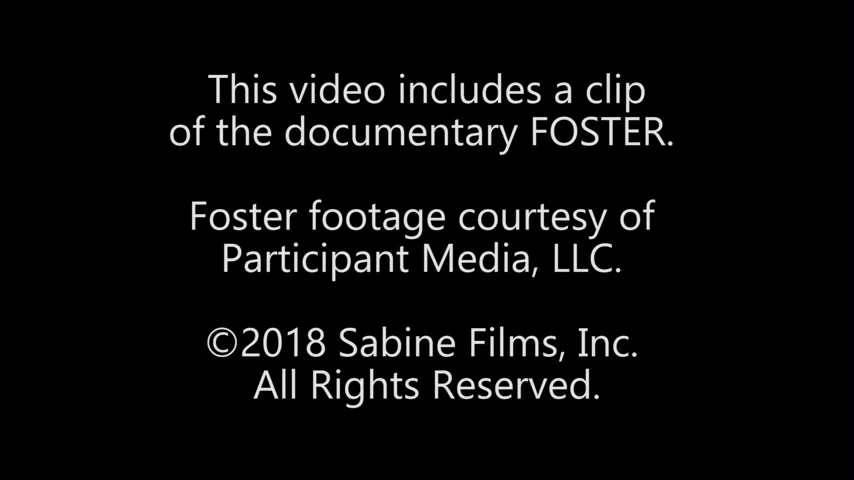 This video includes a clip
of the documentary FOSTER.
Foster footage courtesy of
Participant Media, LLC.
©2018 Sabine Films, Inc.
All Rights Reserved.